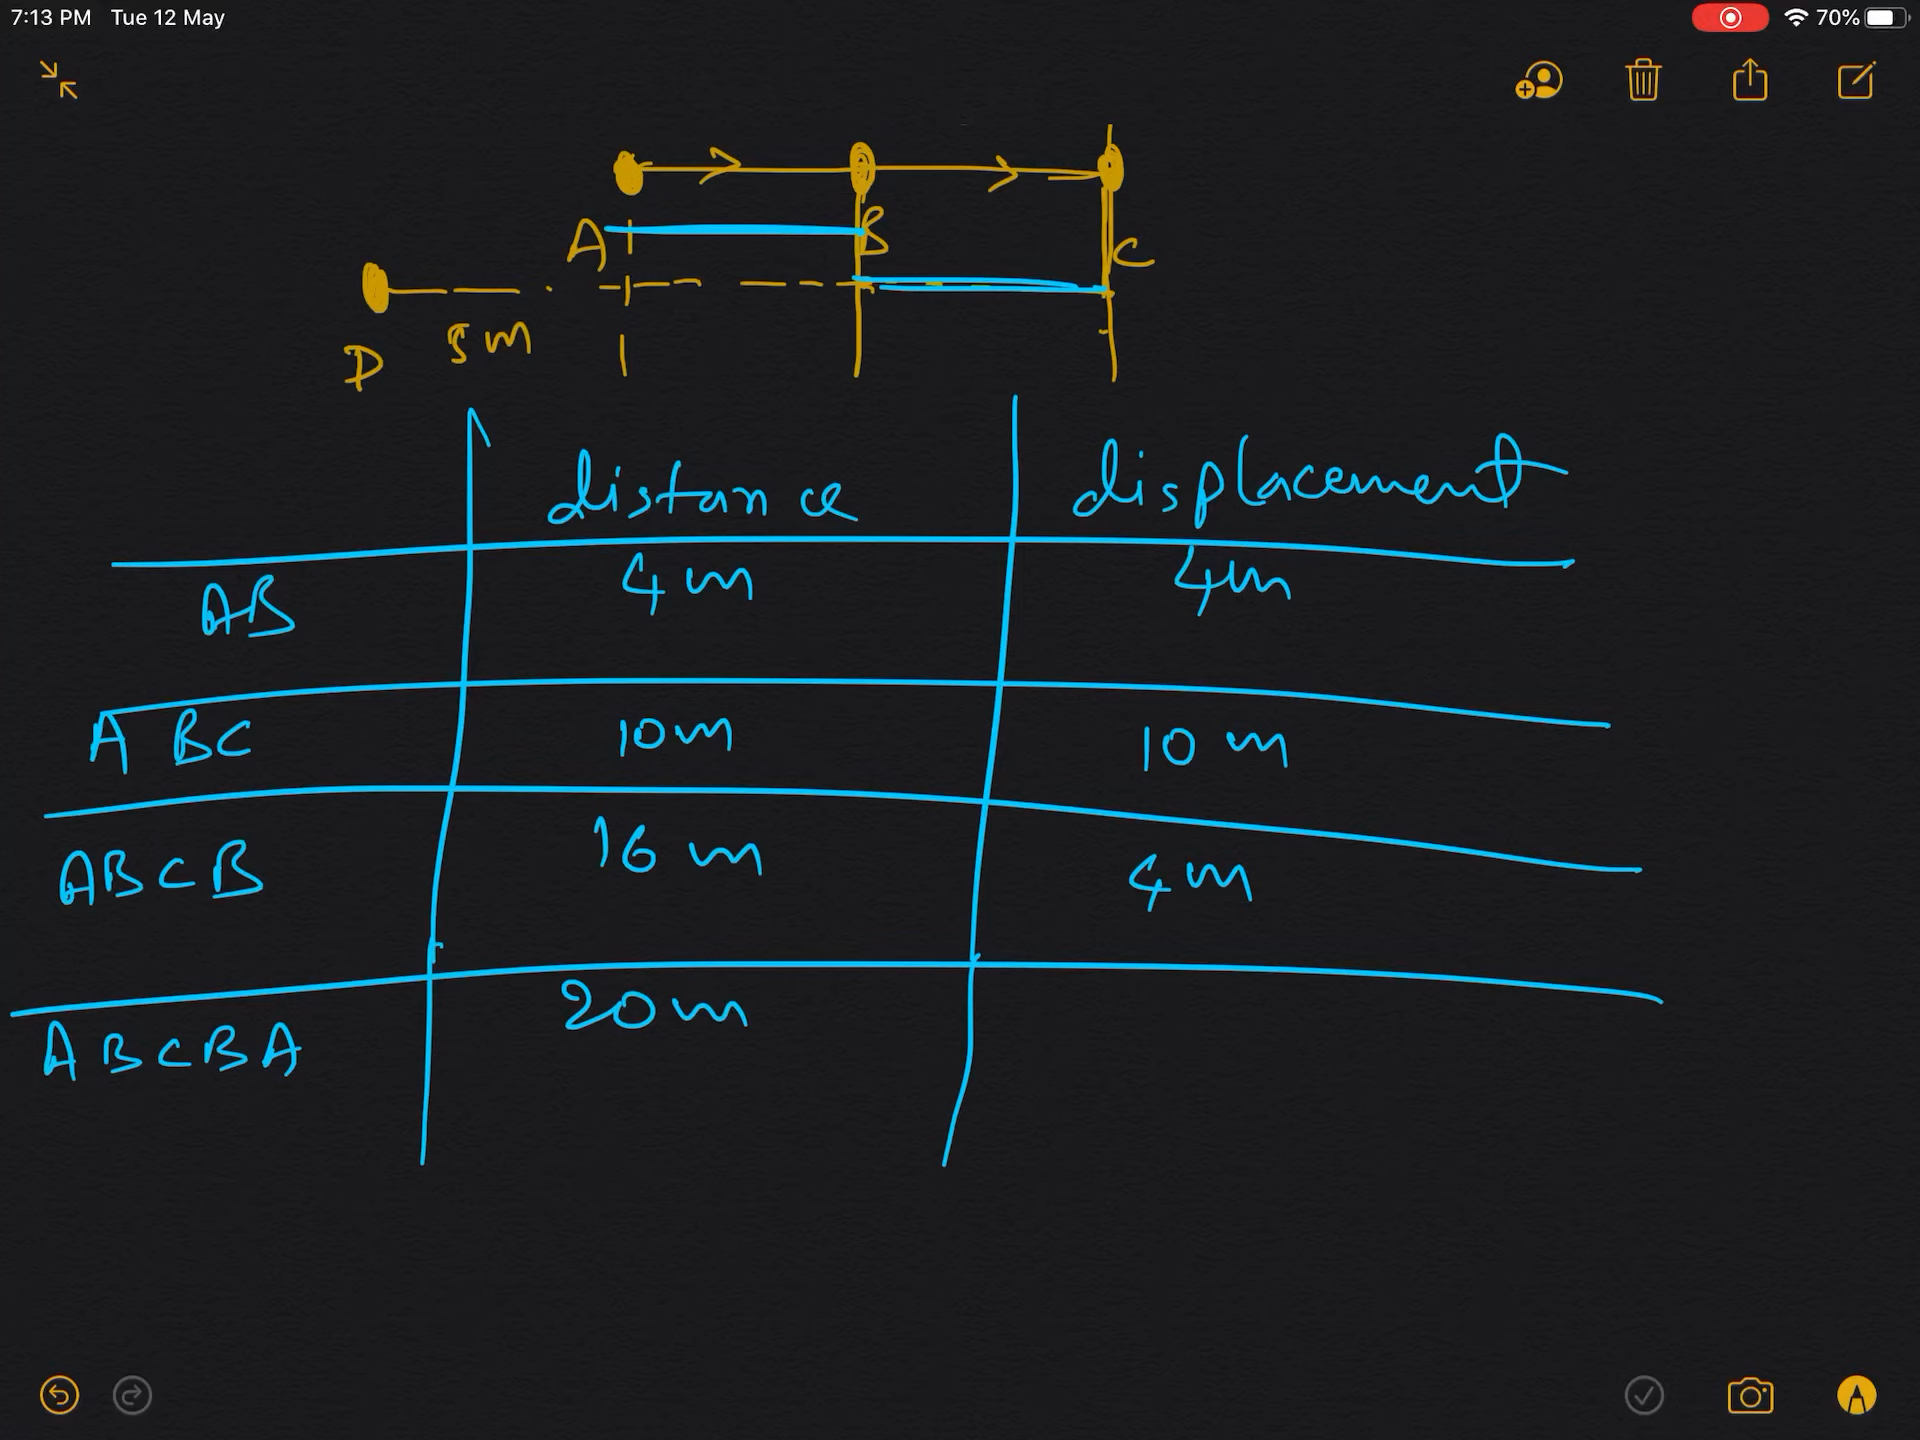 7:13 PM Tue 12 May 70%
A B C
D 5m
distance displacement
AB 4m 4m
ABC 10m 10m
ABCB 16m 4m
ABCBA 20m